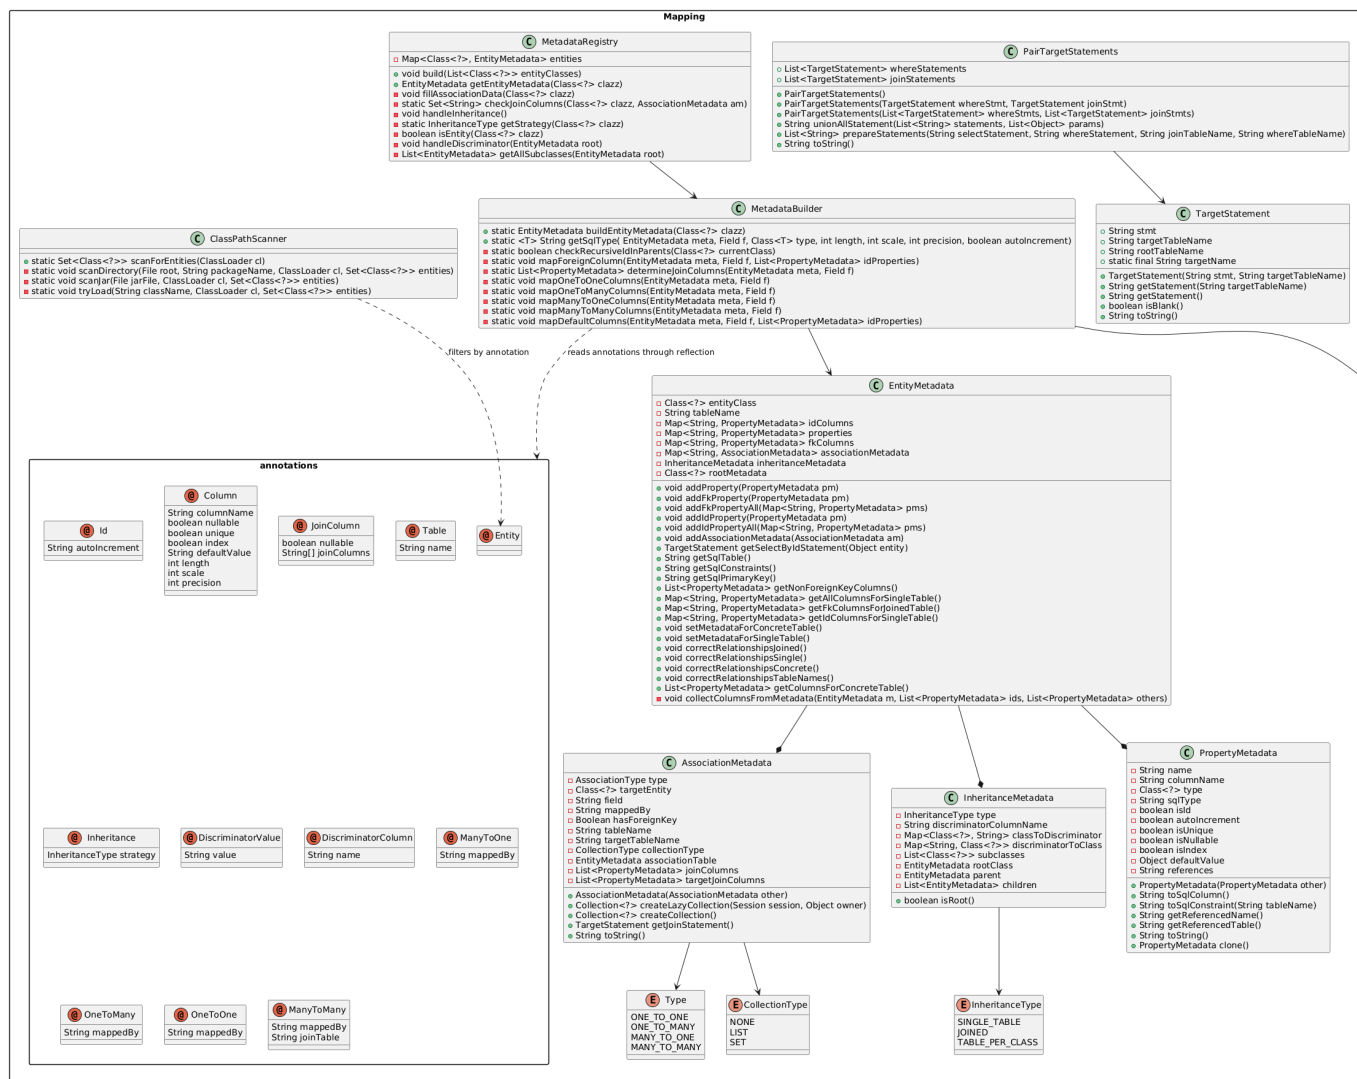 Mapping
MetadataRegistry
Map<Class<?>, EntityMetadata> entities
void build(List<Class<?>> entityClasses)
EntityMetadata getEntityMetadata(Class<?> clazz)
void fillAssociationData(Class<?> clazz)
static Set<String> checkJoinColumns(Class<?> clazz, AssociationMetadata am)
void handleInheritance()
static InheritanceType getStrategy(Class<?> clazz)
boolean isEntity(Class<?> clazz)
void handleDiscriminator(EntityMetadata root)
List<EntityMetadata> getAllSubclasses(EntityMetadata root)
PairTargetStatements
List<TargetStatement> whereStatements
List<TargetStatement> joinStatements
PairTargetStatements()
PairTargetStatements(TargetStatement whereStmt, TargetStatement joinStmt)
PairTargetStatements(List<TargetStatement> whereStmts, List<TargetStatement> joinStmts)
String unionAllStatement(List<String> statements, List<Object> params)
List<String> prepareStatements(String selectStatement, String whereStatement, String joinTableName, String whereTableName)
String toString()
ClassPathScanner
static Set<Class<?>> scanForEntities(ClassLoader cl)
static void scanDirectory(File root, String packageName, ClassLoader cl, Set<Class<?>> entities)
static void scanJar(File jarFile, ClassLoader cl, Set<Class<?>> entities)
static void tryLoad(String className, ClassLoader cl, Set<Class<?>> entities)
MetadataBuilder
static EntityMetadata buildEntityMetadata(Class<?> clazz)
static <T> String getSqlType( EntityMetadata meta, Field f, Class<T> type, int length, int scale, int precision, boolean autoIncrement)
static boolean checkRecursiveIdInParents(Class<?> currentClass)
static void mapForeignColumn(EntityMetadata meta, Field f, List<PropertyMetadata> idProperties)
static List<PropertyMetadata> determineJoinColumns(EntityMetadata meta, Field f)
static void mapOneToOneColumns(EntityMetadata meta, Field f)
static void mapOneToManyColumns(EntityMetadata meta, Field f)
static void mapManyToOneColumns(EntityMetadata meta, Field f)
static void mapManyToManyColumns(EntityMetadata meta, Field f)
static void mapDefaultColumns(EntityMetadata meta, Field f, List<PropertyMetadata> idProperties)
TargetStatement
String stmt
String targetTableName
String rootTableName
static final String targetName
TargetStatement(String stmt, String targetTableName)
String getStatement(String targetTableName)
String getStatement()
boolean isBlank()
String toString()
filters by annotation
reads annotations through reflection
EntityMetadata
Class<?> entityClass
String tableName
Map<String, PropertyMetadata> idColumns
Map<String, PropertyMetadata> properties
Map<String, PropertyMetadata> fkColumns
Map<String, AssociationMetadata> associationMetadata
InheritanceMetadata inheritanceMetadata
Class<?> rootMetadata
void addProperty(PropertyMetadata pm)
void addFkProperty(PropertyMetadata pm)
void addFkPropertyAll(Map<String, PropertyMetadata> pms)
void addIdProperty(PropertyMetadata pm)
void addIdPropertyAll(Map<String, PropertyMetadata> pms)
void addAssociationMetadata(AssociationMetadata am)
TargetStatement getSelectByIdStatement(Object entity)
String getSqlTable()
String getSqlConstraints()
String getSqlPrimaryKey()
List<PropertyMetadata> getNonForeignKeyColumns()
Map<String, PropertyMetadata> getAllColumnsForSingleTable()
Map<String, PropertyMetadata> getFkColumnsForJoinedTable()
Map<String, PropertyMetadata> getIdColumnsForSingleTable()
void setMetadataForConcreteTable()
void setMetadataForSingleTable()
void correctRelationshipsJoined()
void correctRelationshipsSingle()
void correctRelationshipsConcrete()
void correctRelationshipsTableNames()
List<PropertyMetadata> getColumnsForConcreteTable()
void collectColumnsFromMetadata(EntityMetadata m, List<PropertyMetadata> ids, List<PropertyMetadata> others)
annotations
Id
String autoIncrement
Column
String columnName
boolean nullable
boolean unique
boolean index
String defaultValue
int length
int scale
int precision
JoinColumn
boolean nullable
String[] joinColumns
Table
String name
Entity
Inheritance
InheritanceType strategy
DiscriminatorValue
String value
DiscriminatorColumn
String name
ManyToOne
String mappedBy
OneToMany
String mappedBy
OneToOne
String mappedBy
ManyToMany
String mappedBy
String joinTable
AssociationMetadata
AssociationType type
Class<?> targetEntity
String field
String mappedBy
Boolean hasForeignKey
String tableName
String targetTableName
CollectionType collectionType
EntityMetadata associationTable
List<PropertyMetadata> joinColumns
List<PropertyMetadata> targetJoinColumns
AssociationMetadata(AssociationMetadata other)
Collection<?> createLazyCollection(Session session, Object owner)
Collection<?> createCollection()
TargetStatement getJoinStatement()
String toString()
InheritanceMetadata
InheritanceType type
String discriminatorColumnName
Map<Class<?>, String> classToDiscriminator
Map<String, Class<?>> discriminatorToClass
List<Class<?>> subclasses
EntityMetadata rootClass
EntityMetadata parent
List<EntityMetadata> children
boolean isRoot()
PropertyMetadata
String name
String columnName
Class<?> type
String sqlType
boolean isId
boolean autoIncrement
boolean isUnique
boolean isNullable
boolean isIndex
Object defaultValue
String references
PropertyMetadata(PropertyMetadata other)
String toSqlColumn()
String toSqlConstraint(String tableName)
String getReferencedName()
String getReferencedTable()
String toString()
PropertyMetadata clone()
Type
ONE_TO_ONE
ONE_TO_MANY
MANY_TO_ONE
MANY_TO_MANY
CollectionType
NONE
LIST
SET
InheritanceType
SINGLE_TABLE
JOINED
TABLE_PER_CLASS